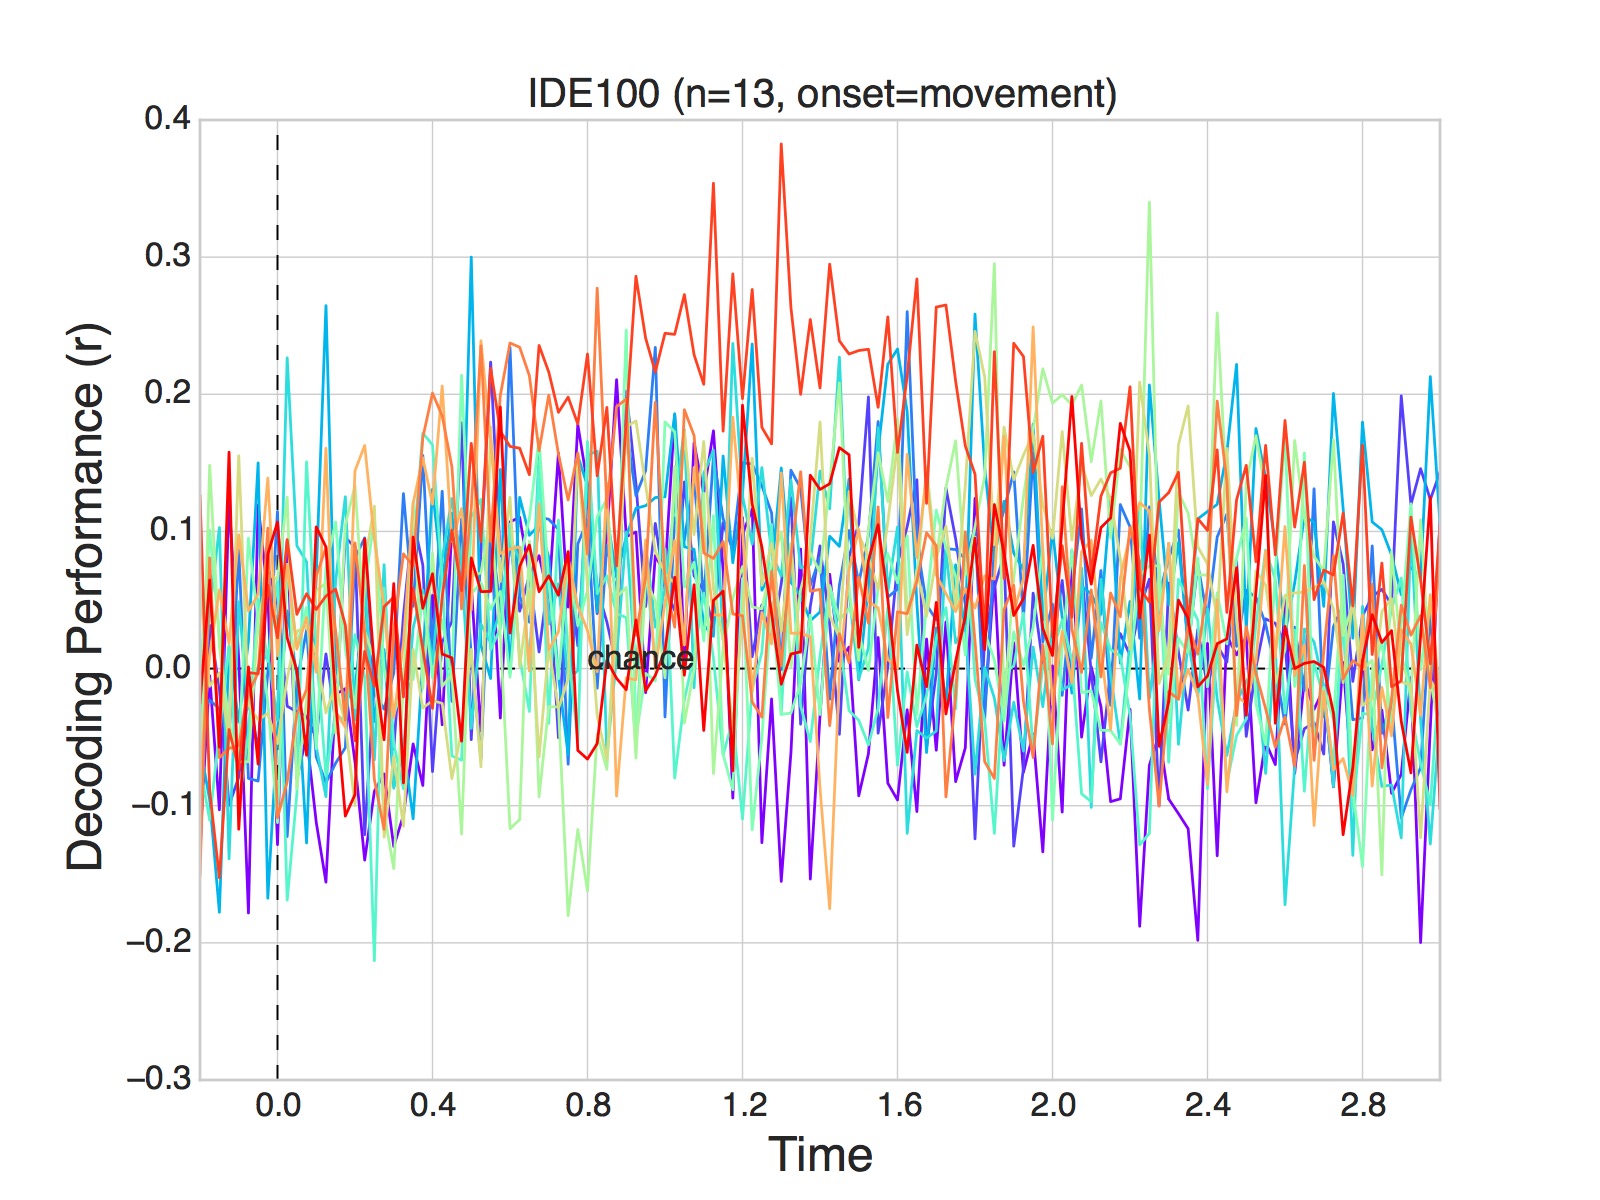 IDE100 (n=13, onset=movement)
0.4
0.3
0.2
0.1
0.0
−0.1
−0.2
−0.3
Decoding Performance (r)
chance
0.0 0.4 0.8 1.2 1.6 2.0 2.4 2.8
Time